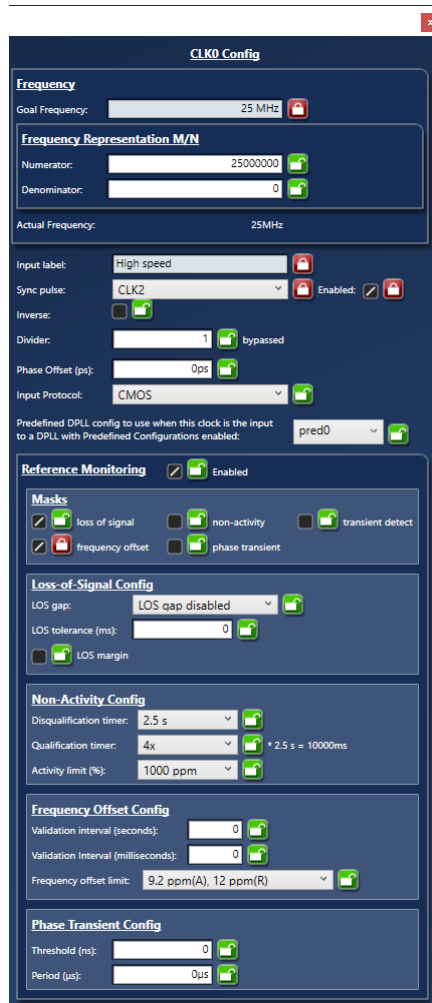 CLK0 Config
Frequency
Goal Frequency: 25 MHz
Frequency Representation M/N
Numerator: 25000000
Denominator: 0
Actual Frequency: 25MHz
Input label: High speed
Sync pulse: CLK2 Enabled:
Inverse:
Divider: 1 bypassed
Phase Offset (ps): 0ps
Input Protocol: CMOS
Predefined DPLL config to use when this clock is the input
to a DPLL with Predefined Configurations enabled: pred0
Reference Monitoring Enabled
Masks
loss of signal non-activity transient detect
frequency offset phase transient
Loss-of-Signal Config
LOS gap: LOS gap disabled
LOS tolerance (ms): 0
LOS margin
Non-Activity Config
Disqualification timer: 2.5 s
Qualification timer: 4x * 2.5 s = 10000ms
Activity limit (%): 1000 ppm
Frequency Offset Config
Validation interval (seconds): 0
Validation Interval (milliseconds): 0
Frequency offset limit: 9.2 ppm(A), 12 ppm(R)
Phase Transient Config
Threshold (ns): 0
Period (µs): 0µs